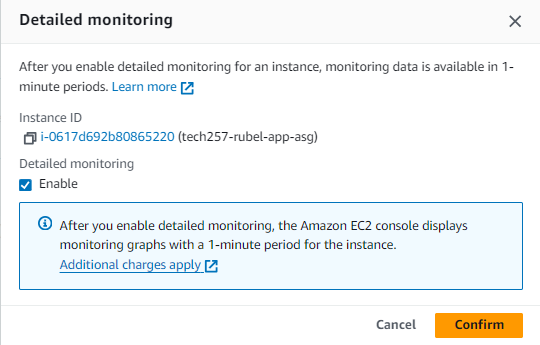 Detailed monitoring
After you enable detailed monitoring for an instance, monitoring data is available in 1-
minute periods. Learn more
Instance ID
i-0617d692b80865220 (tech257-rubel-app-asg)
Detailed monitoring
Enable
After you enable detailed monitoring, the Amazon EC2 console displays
monitoring graphs with a 1-minute period for the instance.
Additional charges apply
Cancel
Confirm